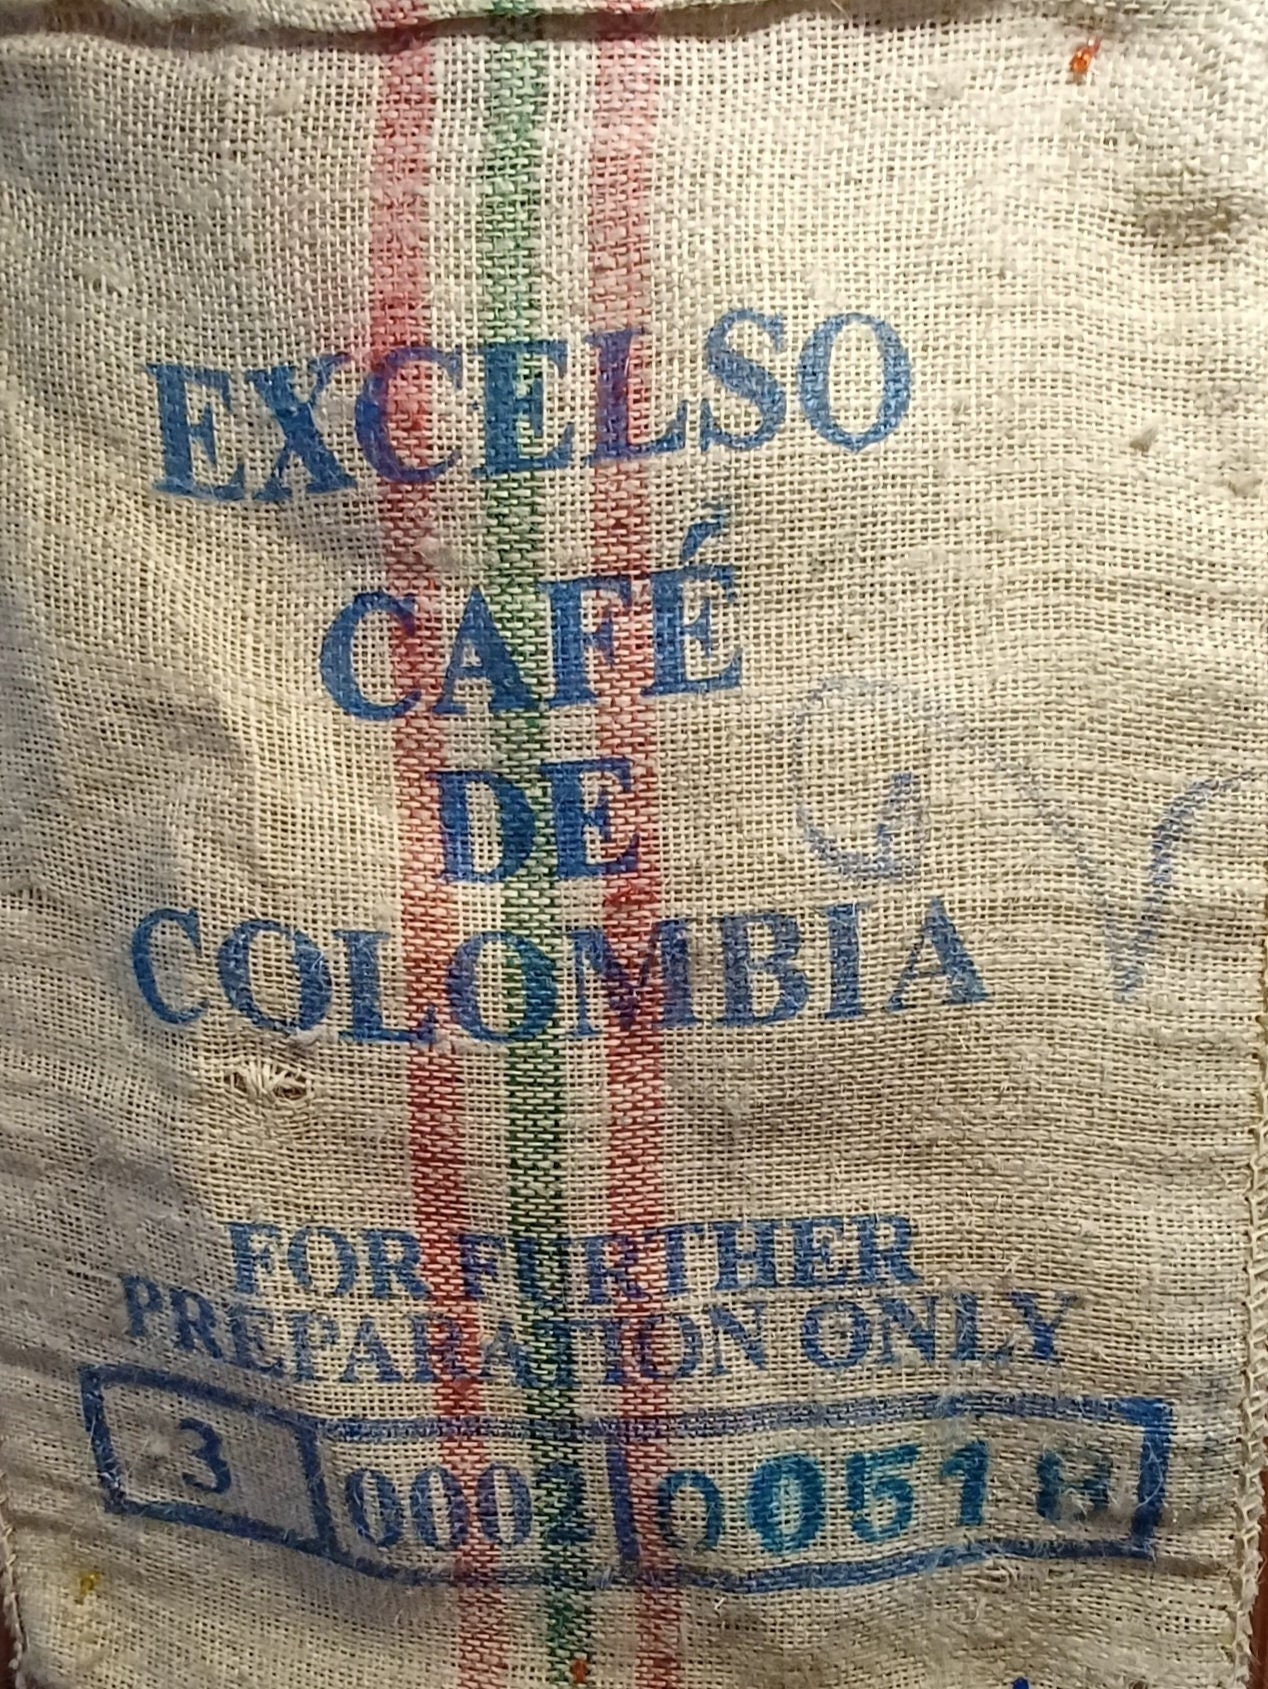 EXCELSO
CAFÉ
DE
COLOMBIA
FOR FURTHER
PREPARATION ONLY
3 0002 00518